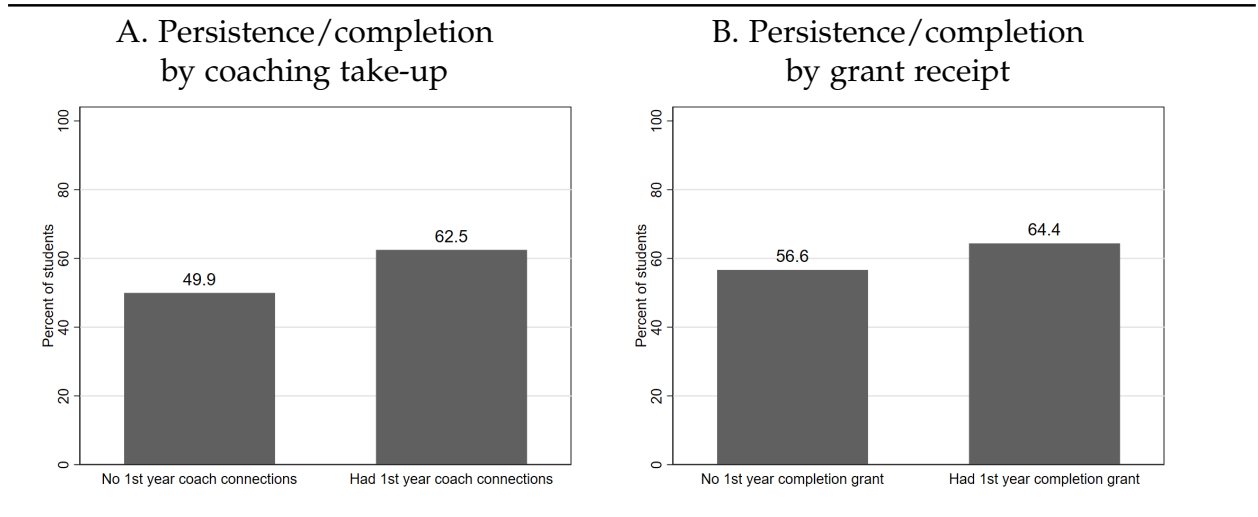 A. Persistence/completion
by coaching take-up
Percent of students
100
80
60
40
20
0
49.9
62.5
No 1st year coach connections
Had 1st year coach connections
B. Persistence/completion
by grant receipt
Percent of students
100
80
60
40
20
0
56.6
64.4
No 1st year completion grant
Had 1st year completion grant